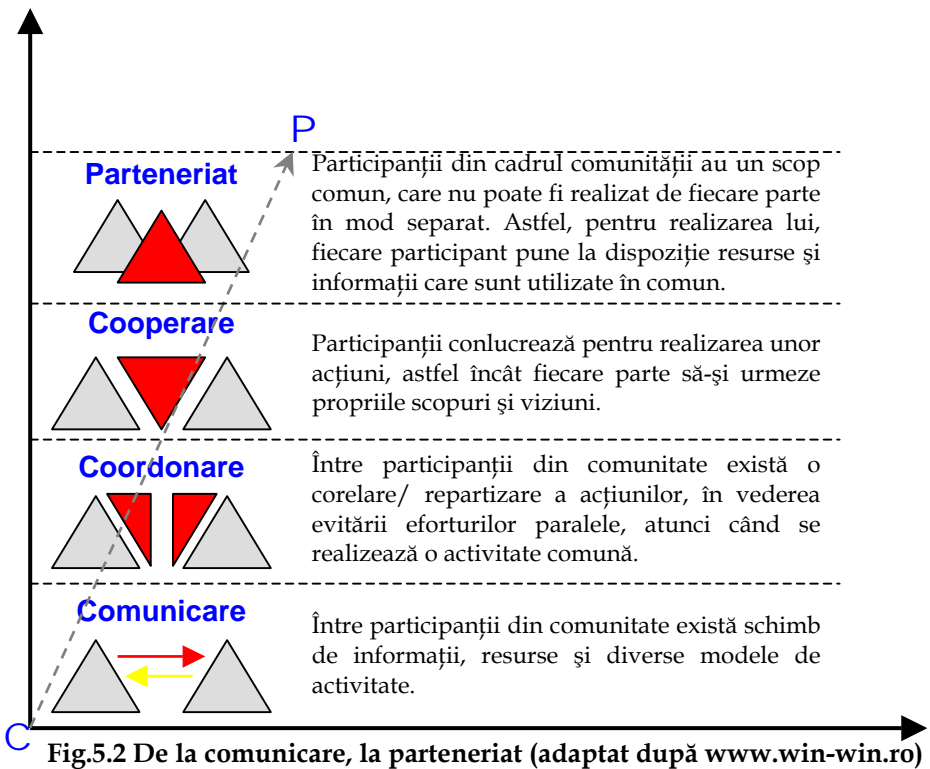 P
Parteneriat
Participanții din cadrul comunității au un scop
comun, care nu poate fi realizat de fiecare parte
în mod separat. Astfel, pentru realizarea lui,
fiecare participant pune la dispoziție resurse şi
informații care sunt utilizate în comun.
Cooperare
Participanții conlucrează pentru realizarea unor
acțiuni, astfel încât fiecare parte să-şi urmeze
propriile scopuri şi viziuni.
Coordonare
Între participanții din comunitate există o
corelare/ repartizare a acțiunilor, în vederea
evitării eforturilor paralele, atunci când se
realizează o activitate comună.
Comunicare
Între participanții din comunitate există schimb
de informații, resurse şi diverse modele de
activitate.
C
Fig.5.2 De la comunicare, la parteneriat (adaptat după www.win-win.ro)